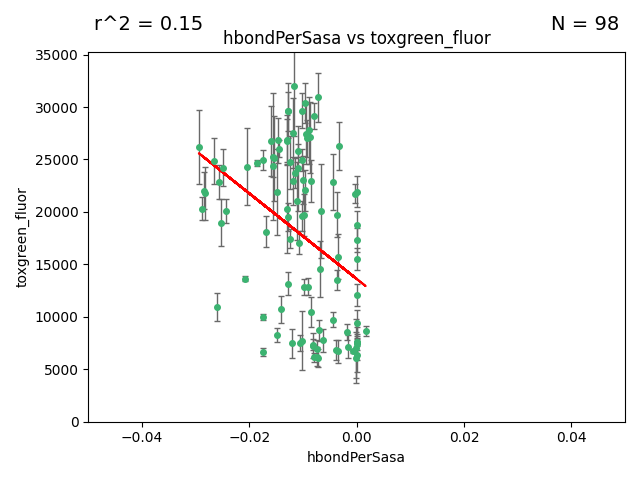 r^2 = 0.15
N = 98
hbondPerSasa vs toxgreen_fluor
35000
30000
25000
20000
15000
10000
5000
0
toxgreen_fluor
−0.04
−0.02
0.00
0.02
0.04
hbondPerSasa